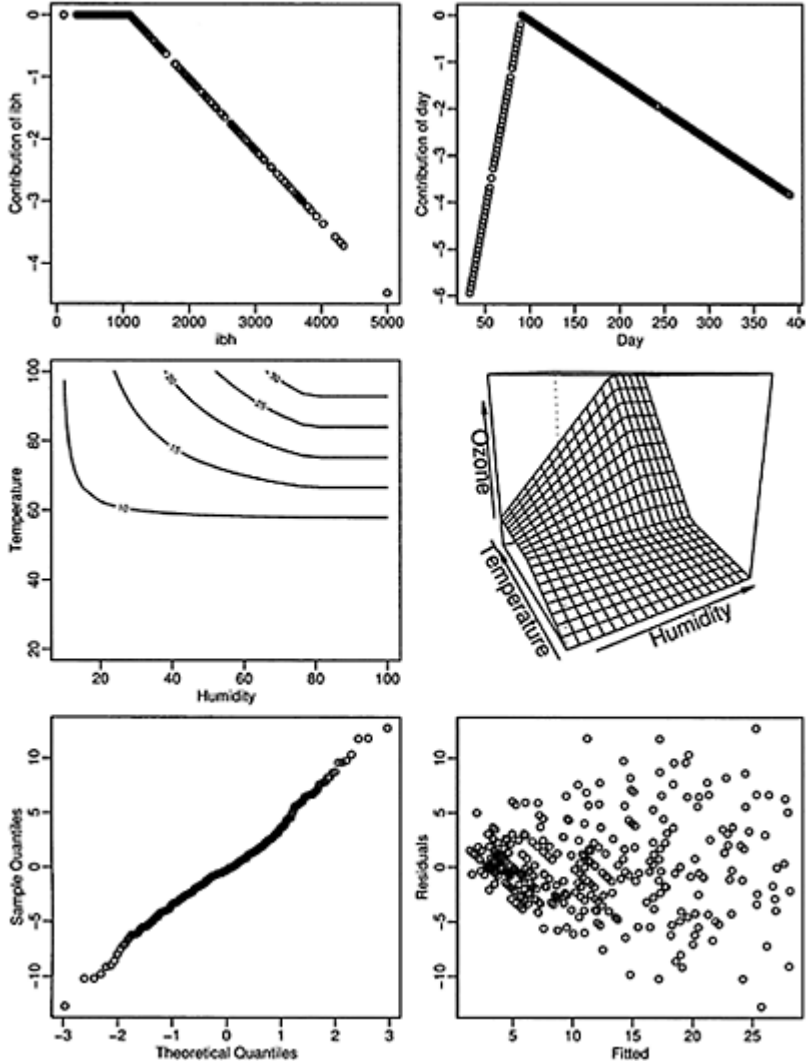 Contribution of ibh
0
-1
-2
-3
-4
0 1000 2000 3000 4000 5000
ibh
Contribution of day
0
-1
-2
-3
-4
-5
-6
50 100 150 200 250 300 350 400
Day
Temperature
100
80
60
40
20
10
15
20
25
30
20 40 60 80 100
Humidity
Ozone
Temperature
Humidity
Sample Quantiles
10
5
0
-5
-10
-3 -2 -1 0 1 2 3
Theoretical Quantiles
Residuals
10
5
0
-5
-10
5 10 15 20 25
Fitted